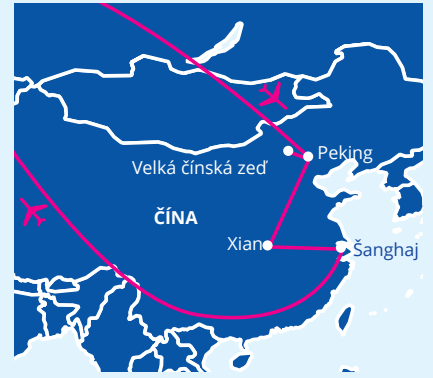 Peking
Velká čínská zeď
ČÍNA
Xian
Šanghaj